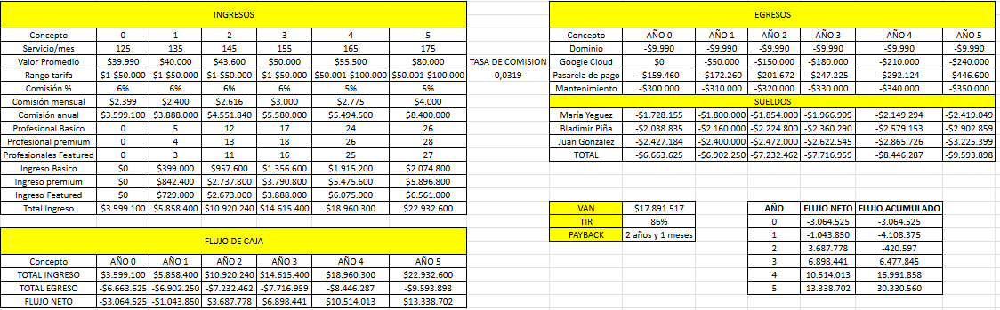 INGRESOS
Concepto 0 1 2 3 4 5
Servicio/mes 125 135 145 155 165 175
Valor Promedio $39.990 $40.000 $43.600 $50.000 $55.500 $80.000
Rango tarifa $1-$50.000 $1-$50.000 $1-$50.000 $1-$50.000 $50.001-$100.000 $50.001-$100.000
Comisión % 6% 6% 6% 6% 5% 5%
Comisión mensual $2.399 $2.400 $2.616 $3.000 $2.775 $4.000
Comisión anual $3.599.100 $3.888.000 $4.551.840 $5.580.000 $5.494.500 $8.400.000
Profesional Basico 0 5 12 17 24 26
Profesional premium 0 4 13 18 26 28
Profesionales Featured 0 3 11 16 25 27
Ingreso Basico $0 $399.000 $957.600 $1.356.600 $1.915.200 $2.074.800
Ingreso premium $0 $842.400 $2.737.800 $3.790.800 $5.475.600 $5.896.800
Ingreso Featured $0 $729.000 $2.673.000 $3.888.000 $6.075.000 $6.561.000
Total Ingreso $3.599.100 $5.858.400 $10.920.240 $14.615.400 $18.960.300 $22.932.600
TASA DE COMISION
0,0319
EGRESOS
Concepto AÑO 0 AÑO 1 AÑO 2 AÑO 3 AÑO 4 AÑO 5
Dominio -$9.990 -$9.990 -$9.990 -$9.990 -$9.990 -$9.990
Google Cloud $0 -$50.000 -$150.000 -$180.000 -$210.000 -$240.000
Pasarela de pago -$159.460 -$172.260 -$201.672 -$247.225 -$292.124 -$446.600
Mantenimiento -$300.000 -$310.000 -$320.000 -$330.000 -$340.000 -$350.000
SUELDOS
María Yeguez -$1.728.155 -$1.800.000 -$1.854.000 -$1.966.909 -$2.149.294 -$2.419.049
Bladimir Piña -$2.038.835 -$2.160.000 -$2.224.800 -$2.360.290 -$2.579.153 -$2.902.859
Juan Gonzalez -$2.427.184 -$2.400.000 -$2.472.000 -$2.622.545 -$2.865.726 -$3.225.399
TOTAL -$6.663.625 -$6.902.250 -$7.232.462 -$7.716.959 -$8.446.287 -$9.593.898
VAN $17.891.517
TIR 86%
PAYBACK 2 años y 1 meses
AÑO FLUJO NETO FLUJO ACUMULADO
0 -3.064.525 -3.064.525
1 -1.043.850 -4.108.375
2 3.687.778 -420.597
3 6.898.441 6.477.845
4 10.514.013 16.991.858
5 13.338.702 30.330.560
FLUJO DE CAJA
Concepto AÑO 0 AÑO 1 AÑO 2 AÑO 3 AÑO 4 AÑO 5
TOTAL INGRESO $3.599.100 $5.858.400 $10.920.240 $14.615.400 $18.960.300 $22.932.600
TOTAL EGRESO -$6.663.625 -$6.902.250 -$7.232.462 -$7.716.959 -$8.446.287 -$9.593.898
FLUJO NETO -$3.064.525 -$1.043.850 $3.687.778 $6.898.441 $10.514.013 $13.338.702